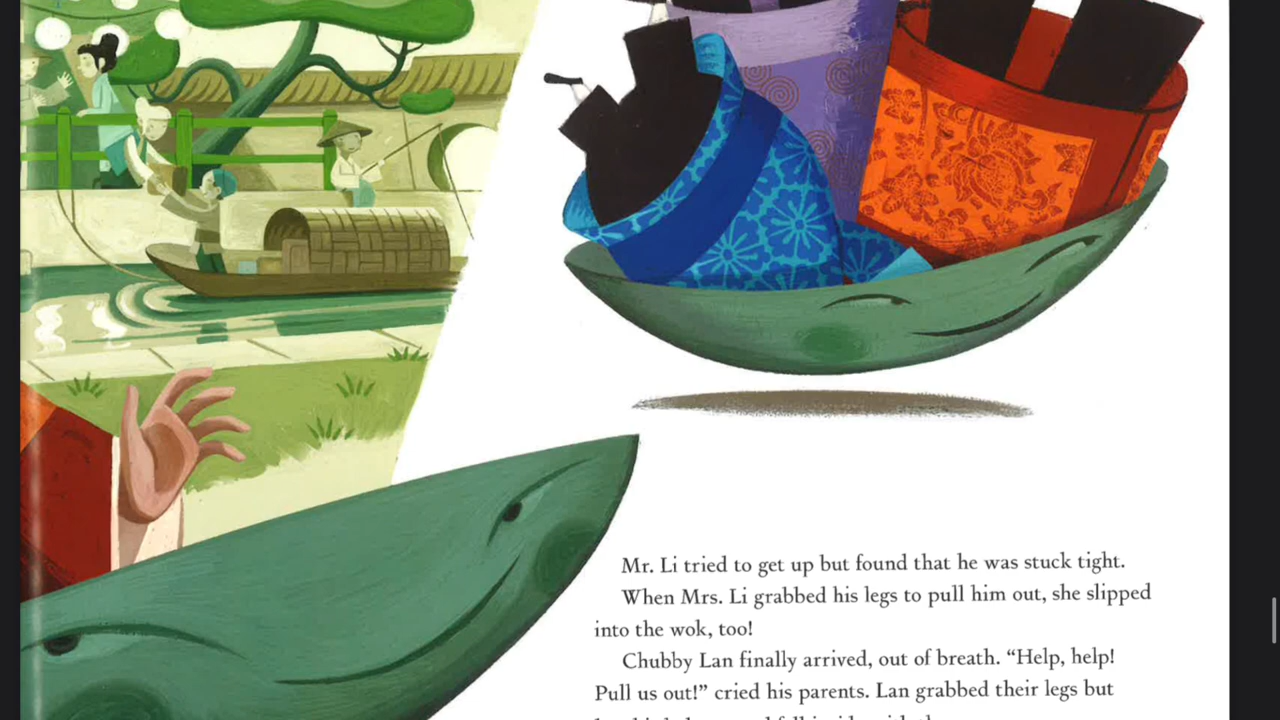 Mr. Li tried to get up but found that he was stuck tight.
When Mrs. Li grabbed his legs to pull him out, she slipped
into the wok, too!
Chubby Lan finally arrived, out of breath. “Help, help!
Pull us out!” cried his parents. Lan grabbed their legs but